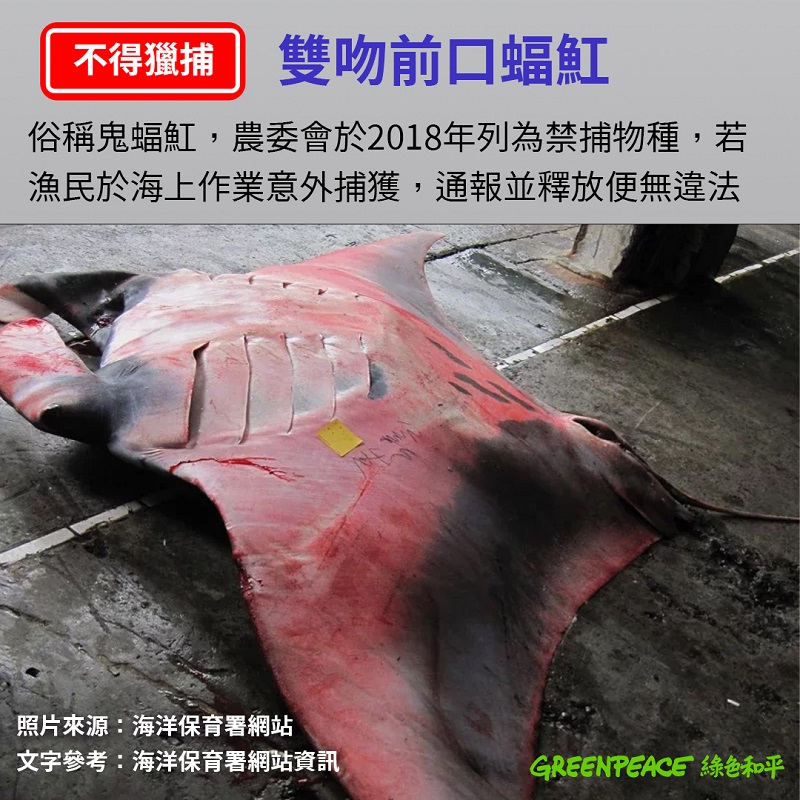 不得獵捕
雙吻前口蝠魟
俗稱鬼蝠魟，農委會於2018年列為禁捕物種，若
漁民於海上作業意外捕獲，通報並釋放便無違法
照片來源：海洋保育署網站
文字參考：海洋保育署網站資訊
GREENPEACE 綠色和平